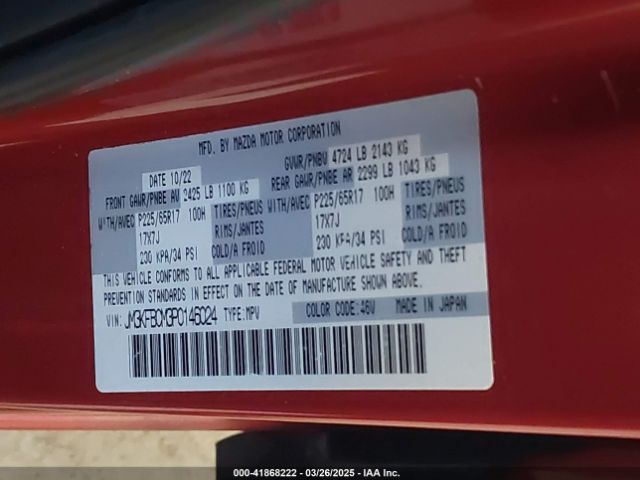 MFD. BY MAZDA MOTOR CORPORATION
DATE 10/22 GVWR/PNBV 4724 LB 2143 KG
FRONT GAWR/PNBE AV 2425 LB 1100 KG REAR GAWR/PNBE AR 2299 LB 1043 KG
WITH/AVEC P225/65R17 100H TIRES/PNEUS WITH/AVEC P225/65R17 100H TIRES/PNEUS
17X7J RIMS/JANTES 17X7J RIMS/JANTES
230 KPA/34 PSI COLD/A FROID 230 KPA/34 PSI COLD/A FROID
THIS VEHICLE CONFORMS TO ALL APPLICABLE FEDERAL MOTOR VEHICLE SAFETY AND THEFT
PREVENTION STANDARDS IN EFFECT ON THE DATE OF MANUFACTURE SHOWN ABOVE.
VIN: JM3KFBCM3P0146024 TYPE:MPV COLOR CODE:46V MADE IN JAPAN
000-41868222 // 03/26/2025 // IAA Inc.